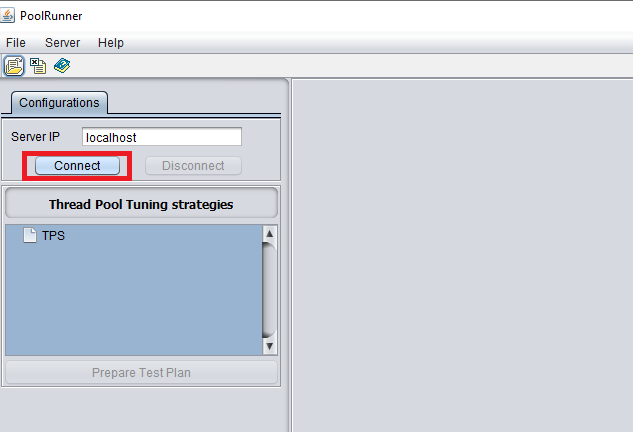 PoolRunner
File Server Help
Configurations
Server IP localhost
Connect Disconnect
Thread Pool Tuning strategies
TPS
Prepare Test Plan